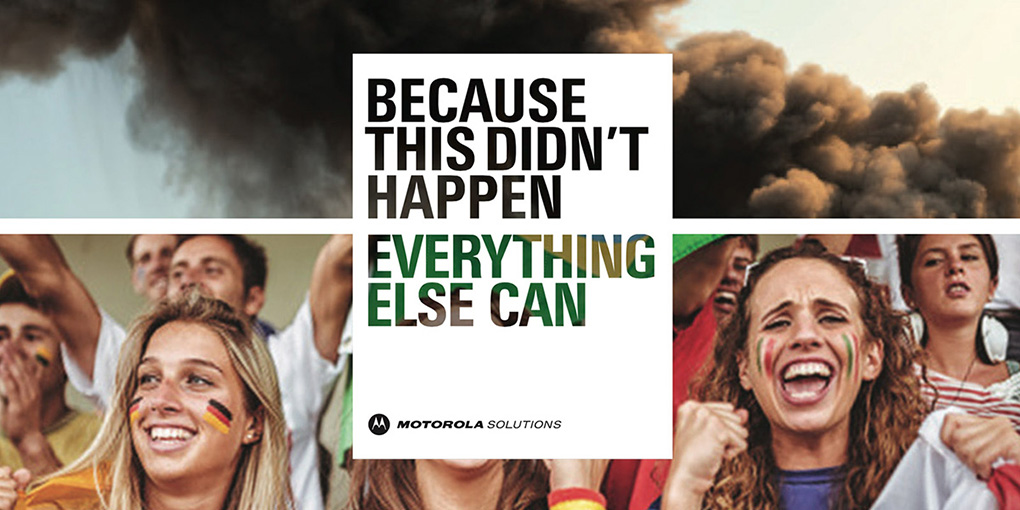 BECAUSE
THIS DIDN'T
HAPPEN
EVERYTHING
ELSE CAN
MOTOROLA SOLUTIONS